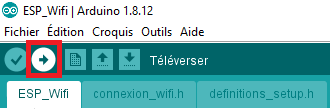 ESP_Wifi | Arduino 1.8.12
Fichier Édition Croquis Outils Aide
Téléverser
ESP_Wifi connexion_wifi.h definitions_setup.h